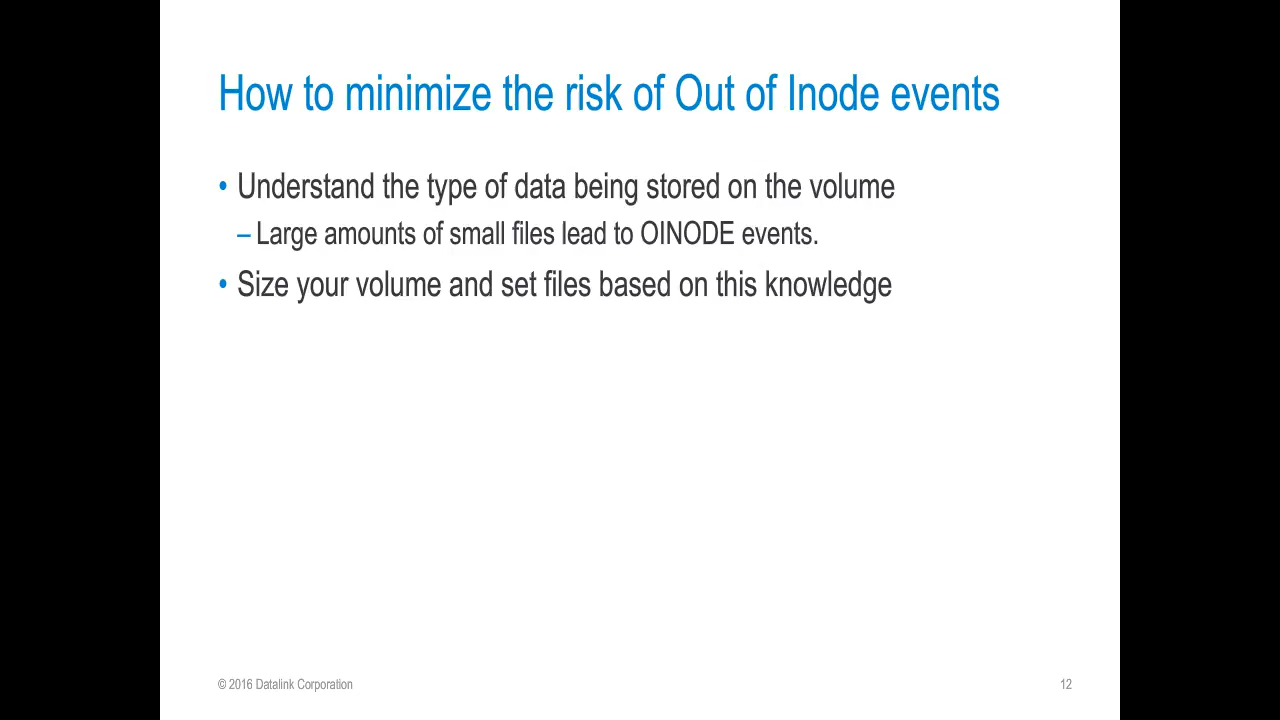 How to minimize the risk of Out of Inode events
• Understand the type of data being stored on the volume
– Large amounts of small files lead to OINODE events.
• Size your volume and set files based on this knowledge
© 2016 Datalink Corporation
12